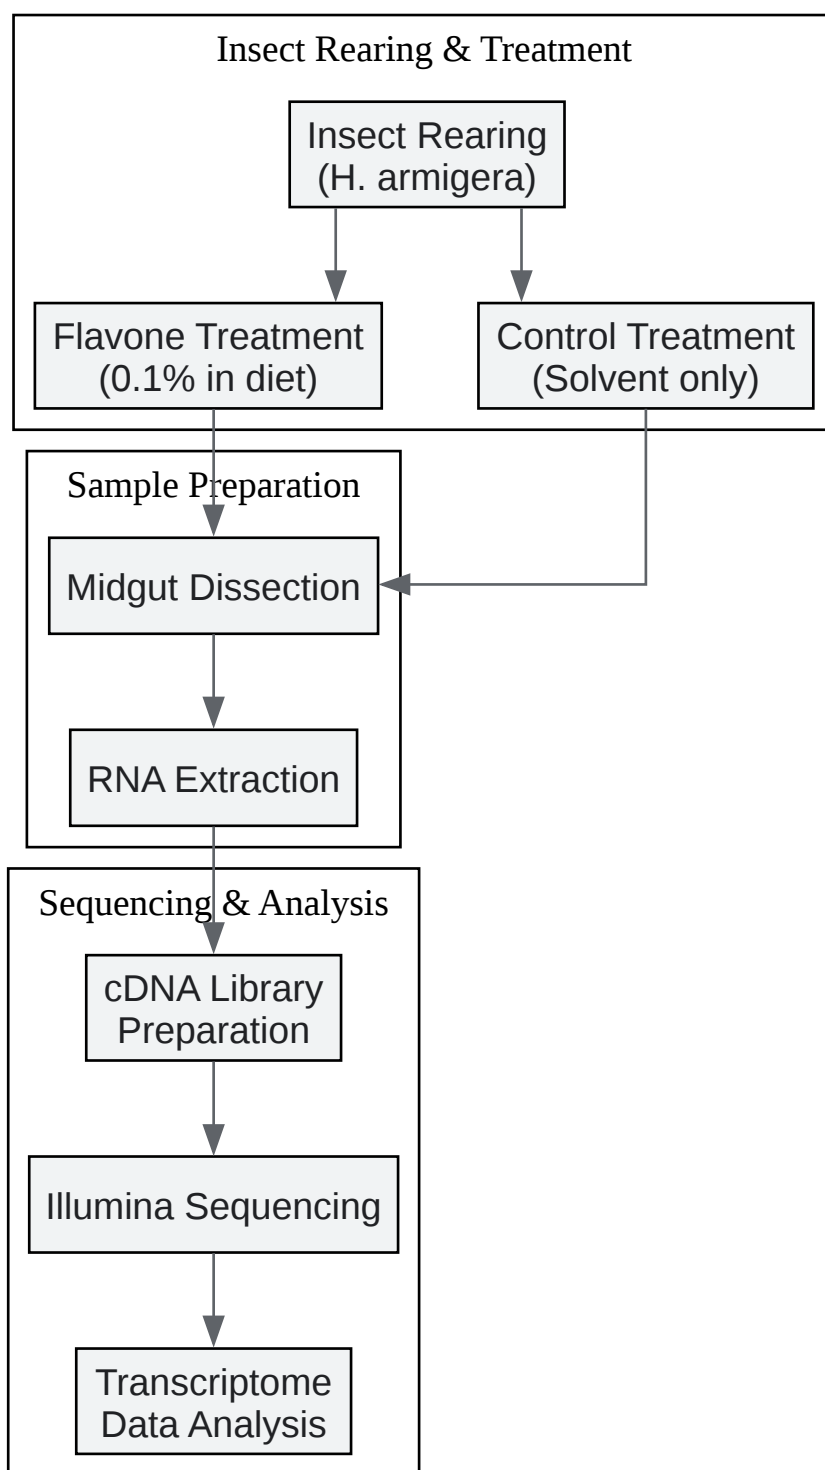 Insect Rearing & Treatment
Insect Rearing
(H. armigera)
Flavone Treatment
(0.1% in diet)
Control Treatment
(Solvent only)
Sample Preparation
Midgut Dissection
RNA Extraction
Sequencing & Analysis
cDNA Library
Preparation
Illumina Sequencing
Transcriptome
Data Analysis